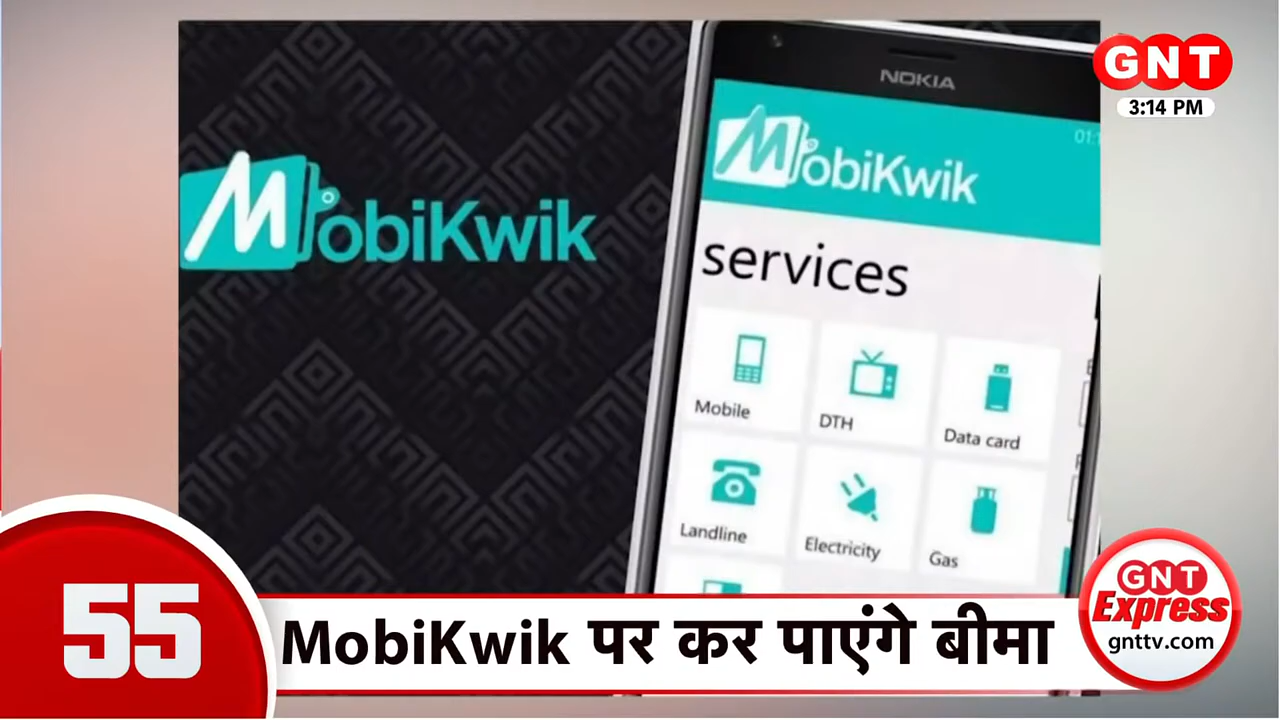 GNT
3:14 PM
NOKIA
MobiKwik
MobiKwik
services
Mobile
DTH
Data card
Landline
Electricity
Gas
55
MobiKwik पर कर पाएंगे बीमा
GNT
Express
gnttv.com